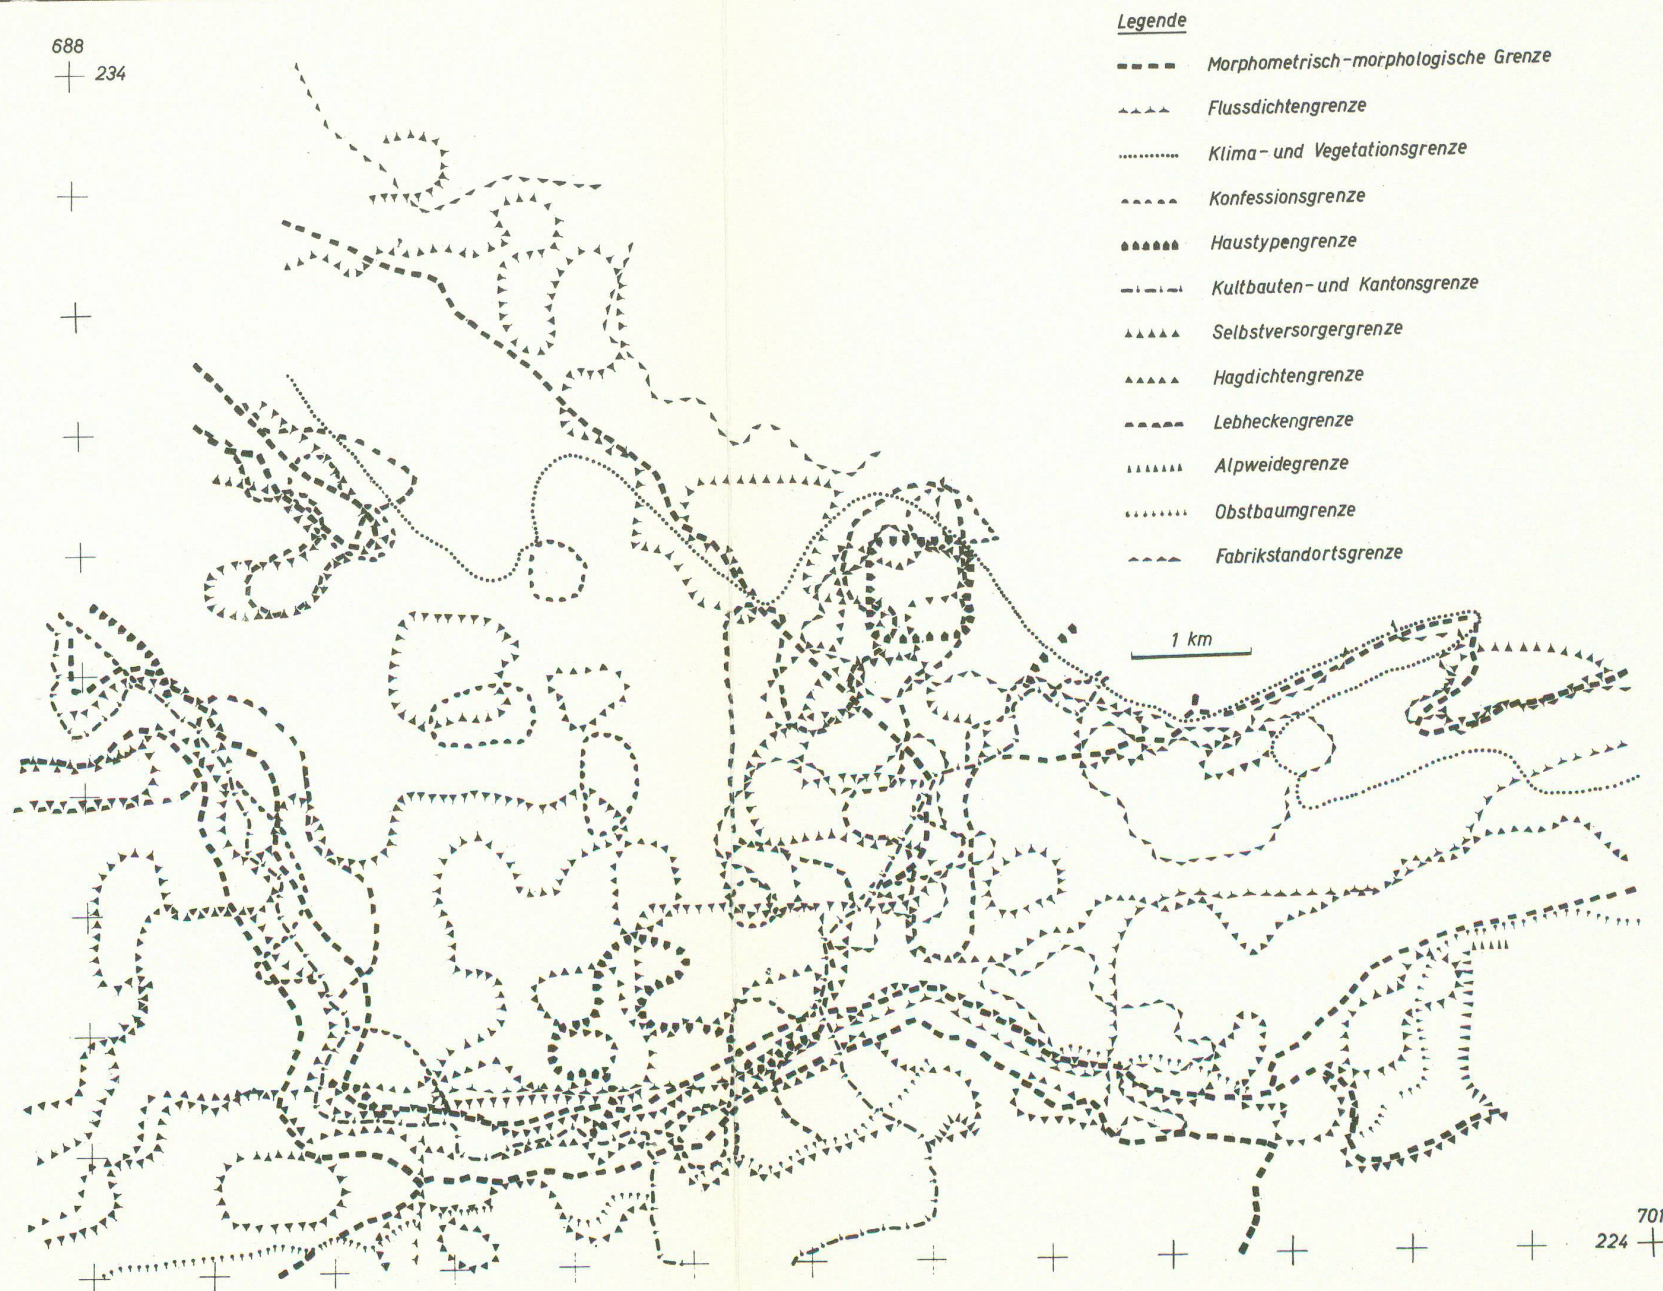 688
234
Legende
Morphometrisch-morphologische Grenze
Flussdichtengrenze
Klima- und Vegetationsgrenze
Konfessionsgrenze
Haustypengrenze
Kultbauten- und Kantonsgrenze
Selbstversorgergrenze
Hagdichtengrenze
Lebheckengrenze
Alpweidegrenze
Obstbaumgrenze
Fabrikstandortsgrenze
1 km
701
224